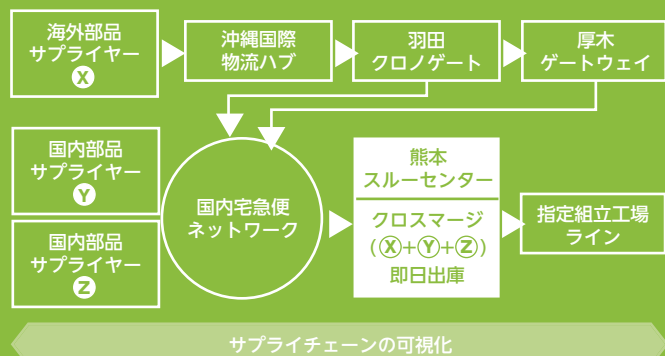 海外部品
サプライヤー
X
沖縄国際
物流ハブ
羽田
クロノゲート
厚木
ゲートウェイ
国内部品
サプライヤー
Y
国内部品
サプライヤー
Z
国内宅急便
ネットワーク
熊本
スルーセンター
クロスマージ
(X+Y+Z)
即日出庫
指定組立工場
ライン
サプライチェーンの可視化